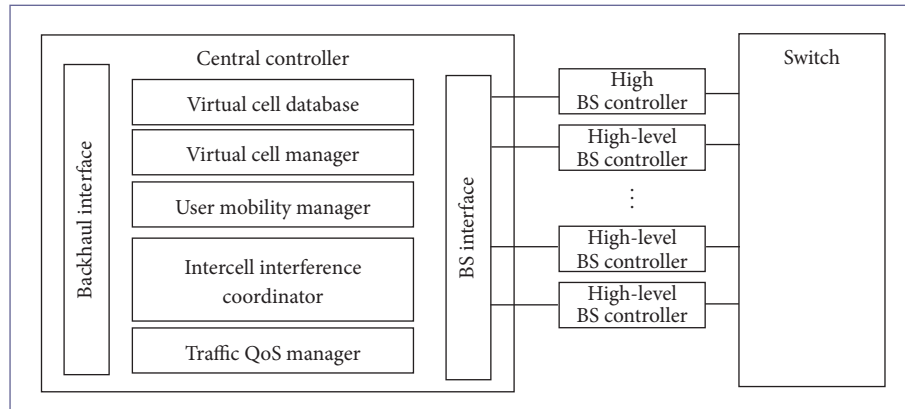 Central controller
Backhaul interface
Virtual cell database
Virtual cell manager
User mobility manager
Intercell interference
coordinator
Traffic QoS manager
BS interface
High
BS controller
High-level
BS controller
⋮
High-level
BS controller
High-level
BS controller
Switch